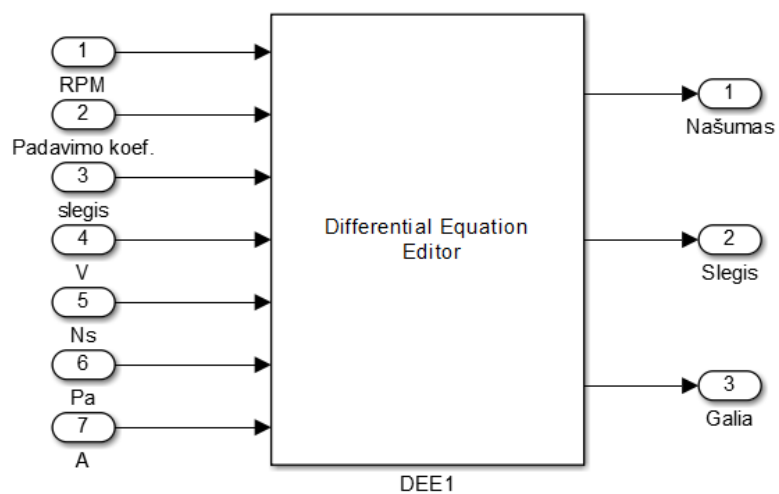 1
RPM
2
Padavimo koef.
3
slegis
4
V
5
Ns
6
Pa
7
A
Differential Equation
Editor
DEE1
1
Našumas
2
Slegis
3
Galia